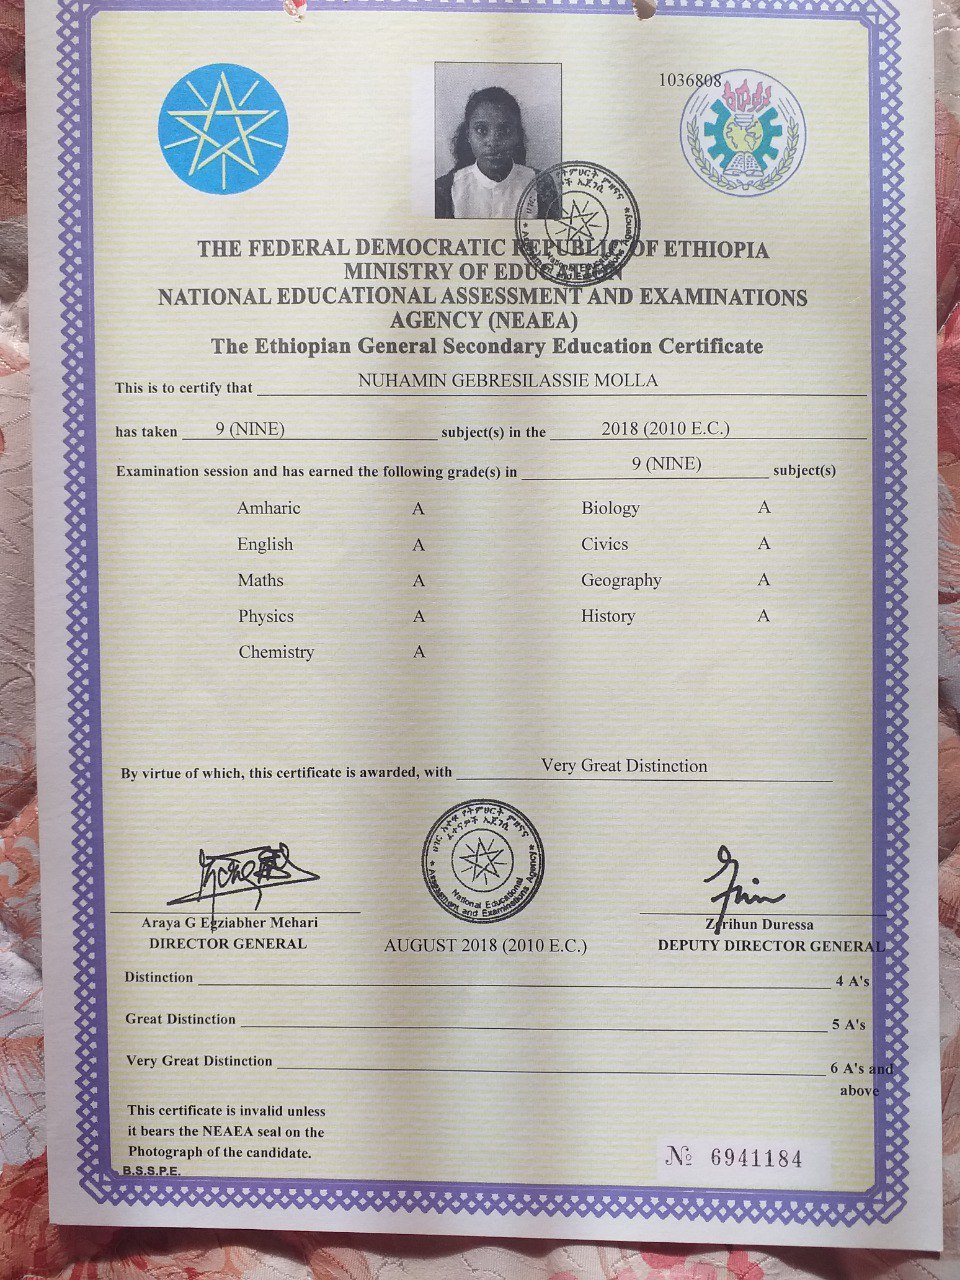 1036808
THE FEDERAL DEMOCRATIC REPUBLIC OF ETHIOPIA
MINISTRY OF EDUCATION
NATIONAL EDUCATIONAL ASSESSMENT AND EXAMINATIONS
AGENCY (NEAEA)
The Ethiopian General Secondary Education Certificate
This is to certify that NUHAMIN GEBRESILASSIE MOLLA
has taken 9 (NINE) subject(s) in the 2018 (2010 E.C.)
Examination session and has earned the following grade(s) in 9 (NINE) subject(s)
Amharic A Biology A
English A Civics A
Maths A Geography A
Physics A History A
Chemistry A
By virtue of which, this certificate is awarded, with Very Great Distinction
ሀገር አቀፍ የትምህርት ምዘናና
ፈተናዎች ኤጀንሲ
National Educational
Assessment and Examinations Agency
Araya G Egziabher Mehari Zerihun Duressa
DIRECTOR GENERAL AUGUST 2018 (2010 E.C.) DEPUTY DIRECTOR GENERAL
Distinction 4 A's
Great Distinction 5 A's
Very Great Distinction 6 A's and
above
This certificate is invalid unless
it bears the NEAEA seal on the
Photograph of the candidate.
B.S.S.P.E.
№ 6941184